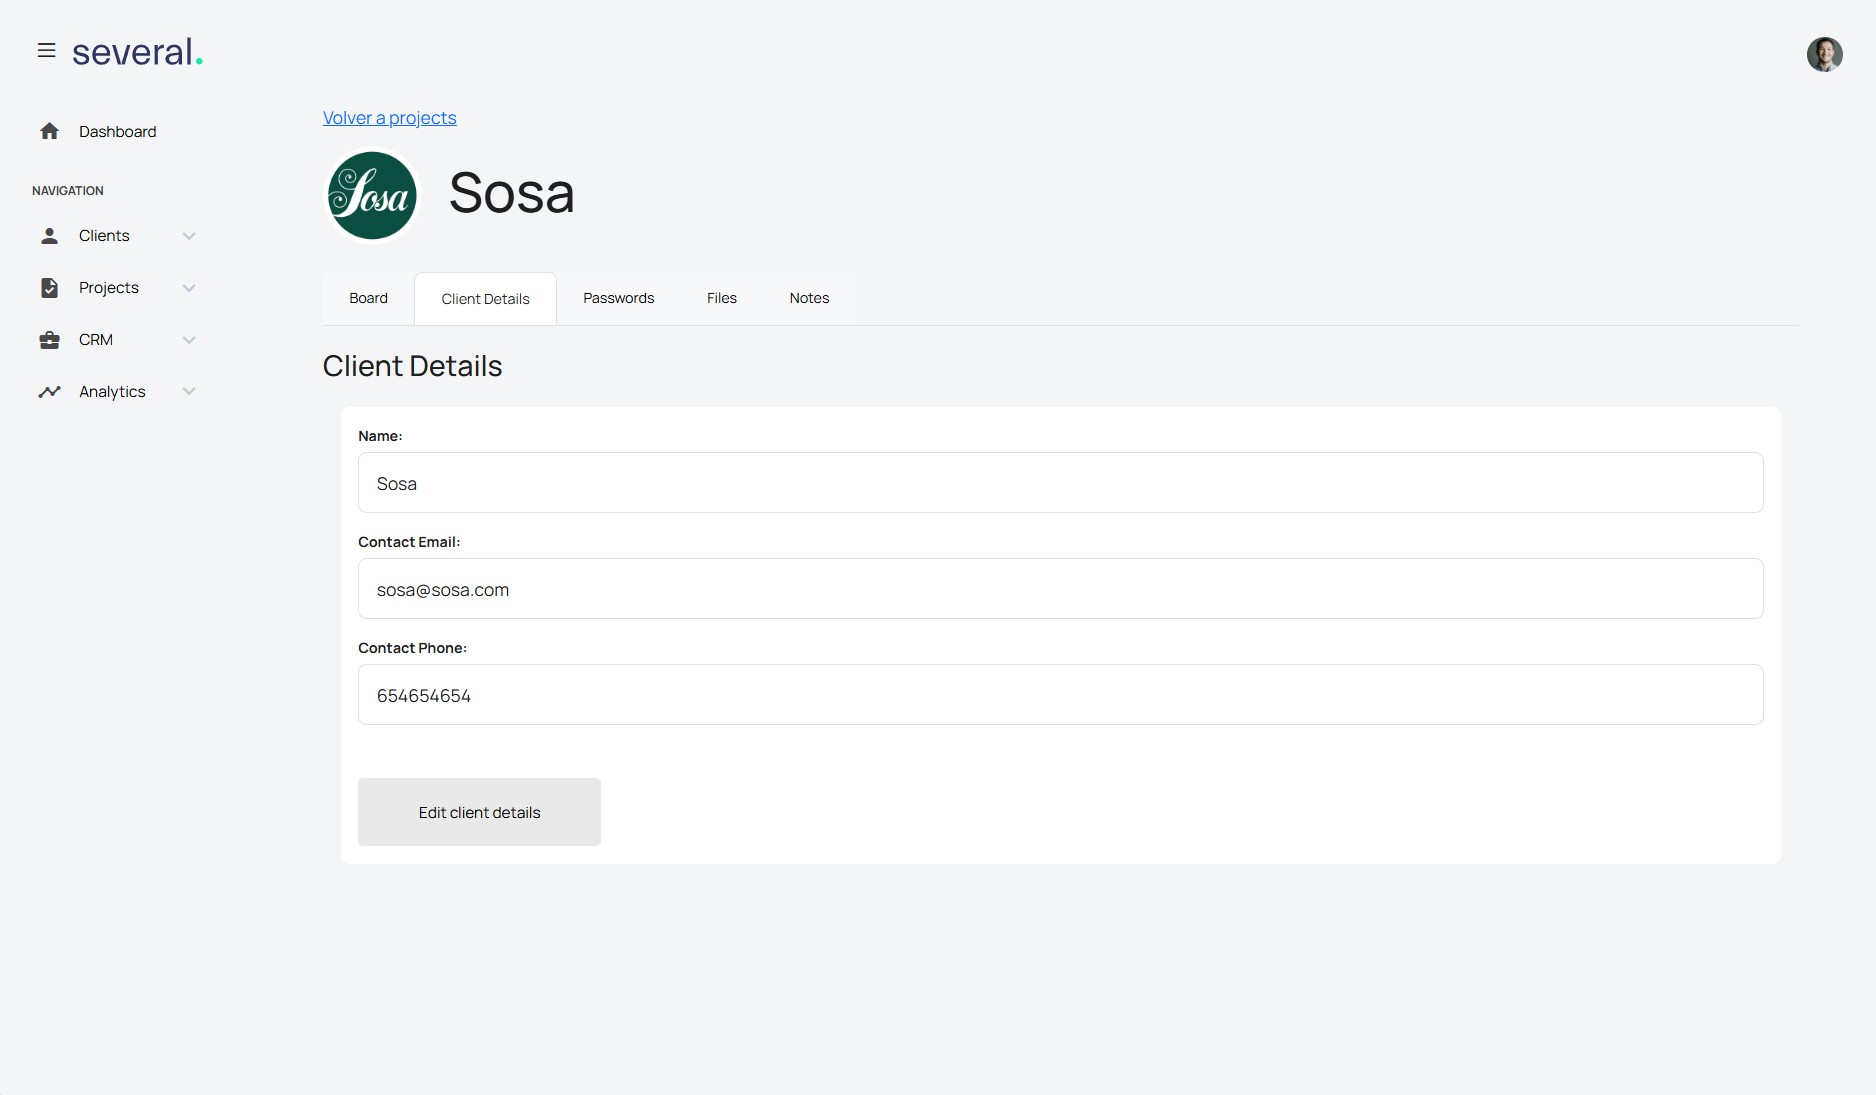 several.
Dashboard
NAVIGATION
Clients
Projects
CRM
Analytics
Volver a projects
Sosa
Sosa
Board
Client Details
Passwords
Files
Notes
Client Details
Name:
Sosa
Contact Email:
sosa@sosa.com
Contact Phone:
654654654
Edit client details